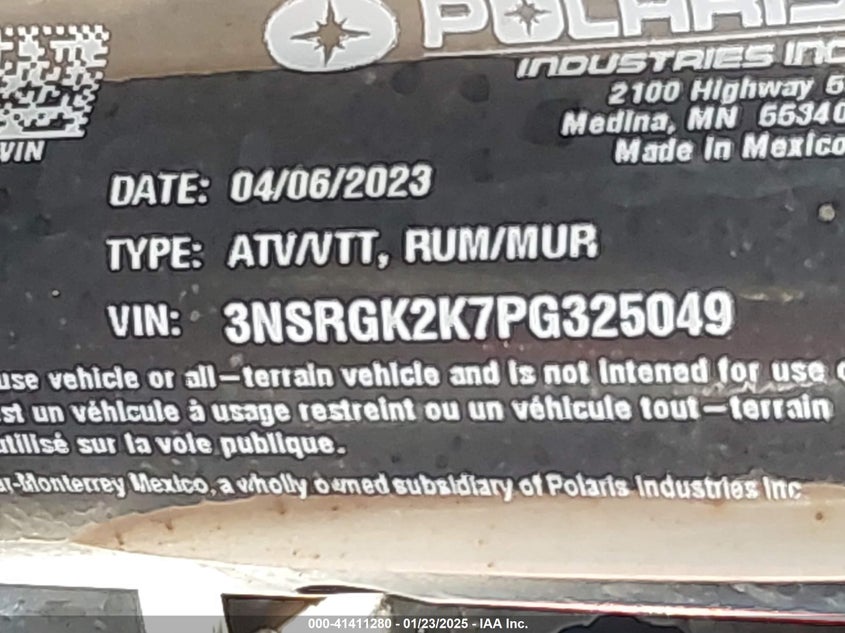 POLARIS
INDUSTRIES INC
2100 Highway 5
Medina, MN 55340
Made in Mexico
VIN
DATE: 04/06/2023
TYPE: ATV/VTT, RUM/MUR
VIN: 3NSRGK2K7PG325049
use vehicle or all-terrain vehicle and is not intened for use
st un véhicule à usage restreint ou un véhicule tout-terrain
utilisé sur la voie publique.
ar-Monterrey Mexico, a wholly owned subsidiary of Polaris Industries Inc
000-41411280 - 01/23/2025 - IAA Inc.